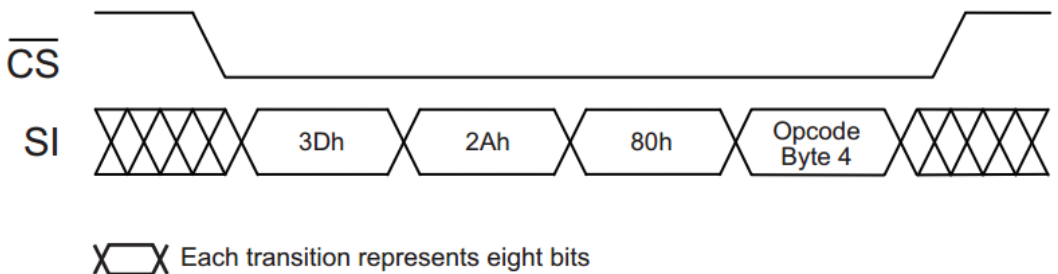 CS
SI
3Dh
2Ah
80h
Opcode
Byte 4
Each transition represents eight bits